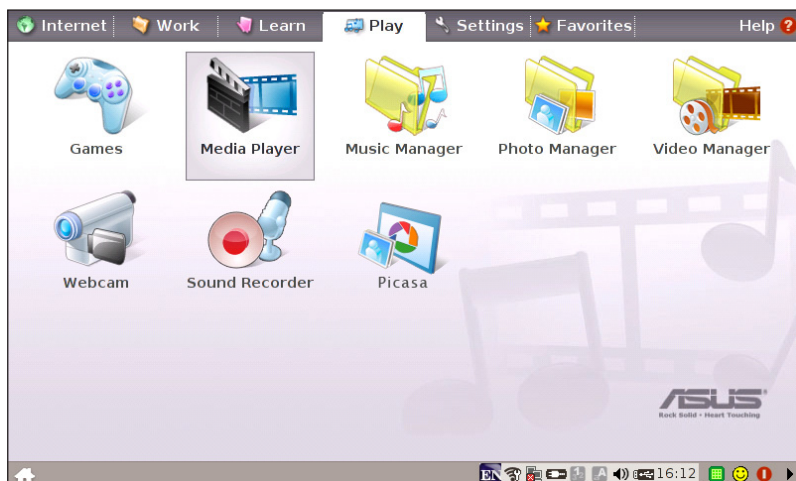 Internet Work Learn Play Settings Favorites Help ?
Games Media Player Music Manager Photo Manager Video Manager
Webcam Sound Recorder Picasa
ASUS
Rock Solid • Heart Touching
EN 1 A 16:12